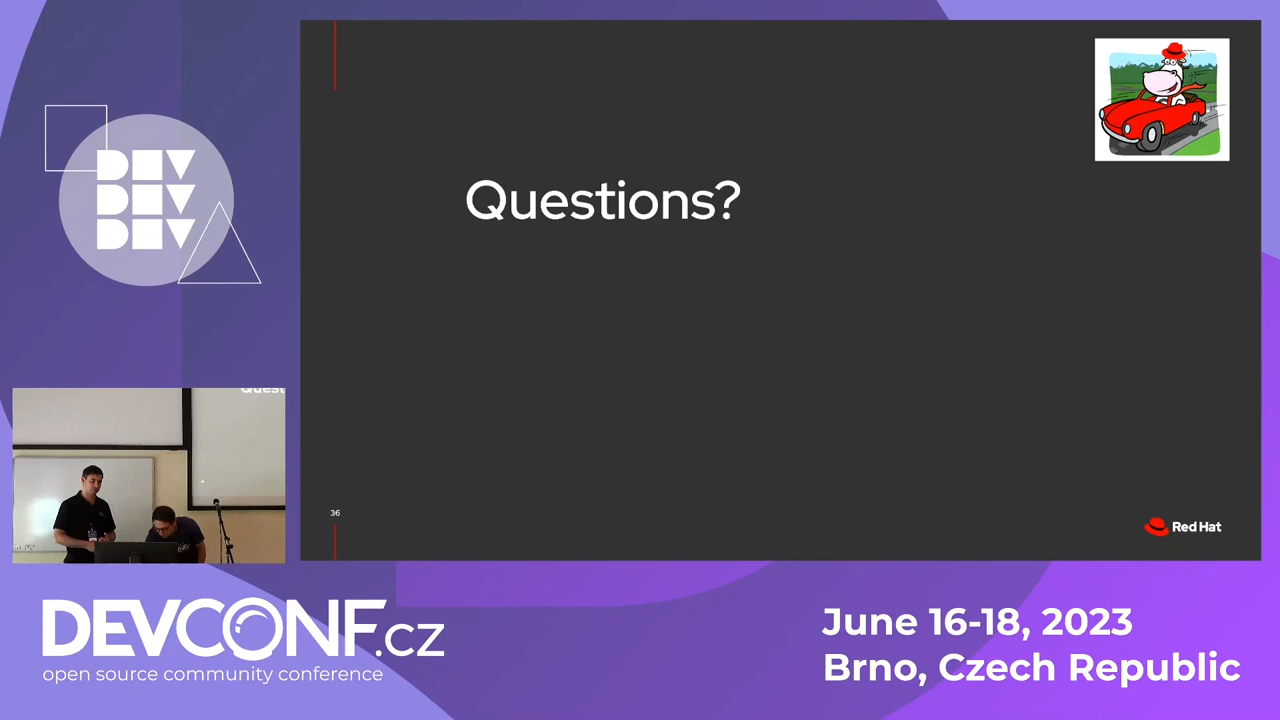 DEV
DEV
DEV
Questions?
Quest
36
Red Hat
DEVCONF.cz
open source community conference
June 16-18, 2023
Brno, Czech Republic